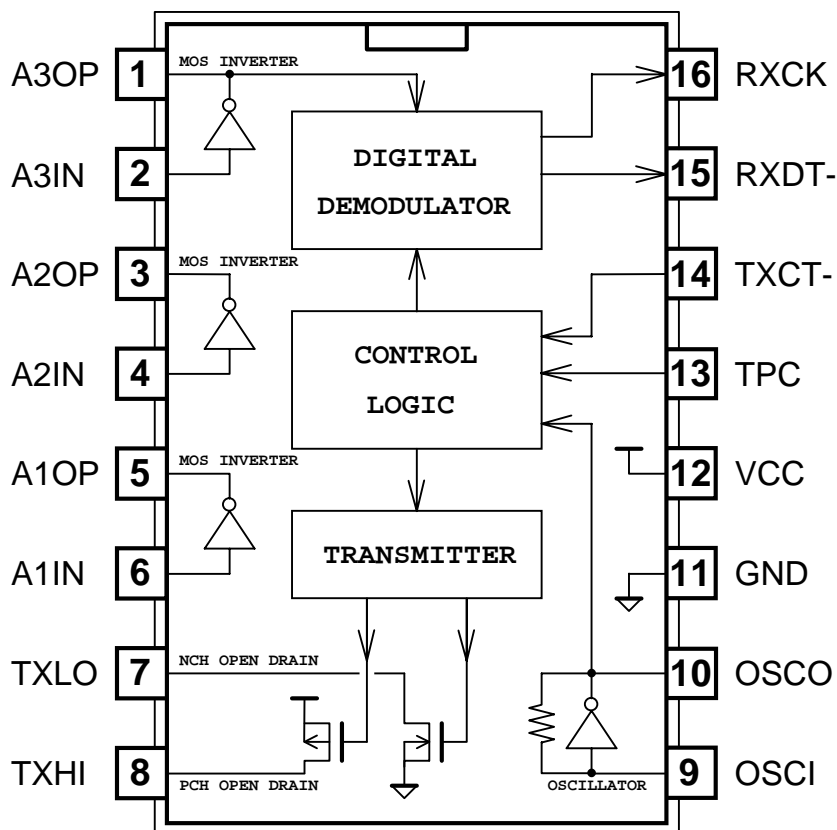 A3OP 1 MOS INVERTER 16 RXCK
A3IN 2 DIGITAL DEMODULATOR 15 RXDT-
A2OP 3 MOS INVERTER 14 TXCT-
A2IN 4 CONTROL LOGIC 13 TPC
A1OP 5 MOS INVERTER 12 VCC
A1IN 6 TRANSMITTER 11 GND
TXLO 7 NCH OPEN DRAIN 10 OSCO
TXHI 8 PCH OPEN DRAIN OSCILLATOR 9 OSCI